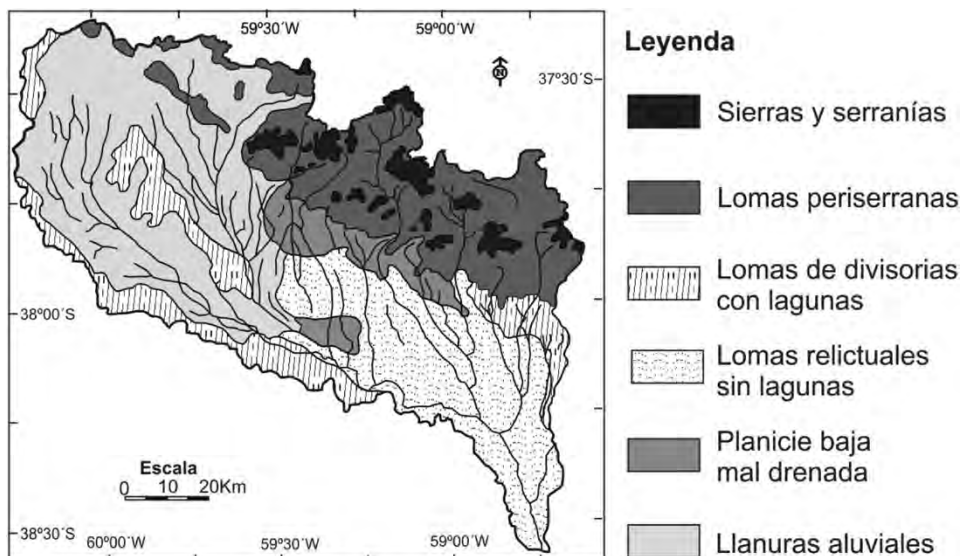 59°30´W
59°00´W
37°30´S
N
38°00´S
Escala
0 10 20Km
38°30´S
60°00´W
59°30´W
59°00´W
Leyenda
Sierras y serranías
Lomas periserranas
Lomas de divisorias
con lagunas
Lomas relictuales
sin lagunas
Planicie baja
mal drenada
Llanuras aluviales